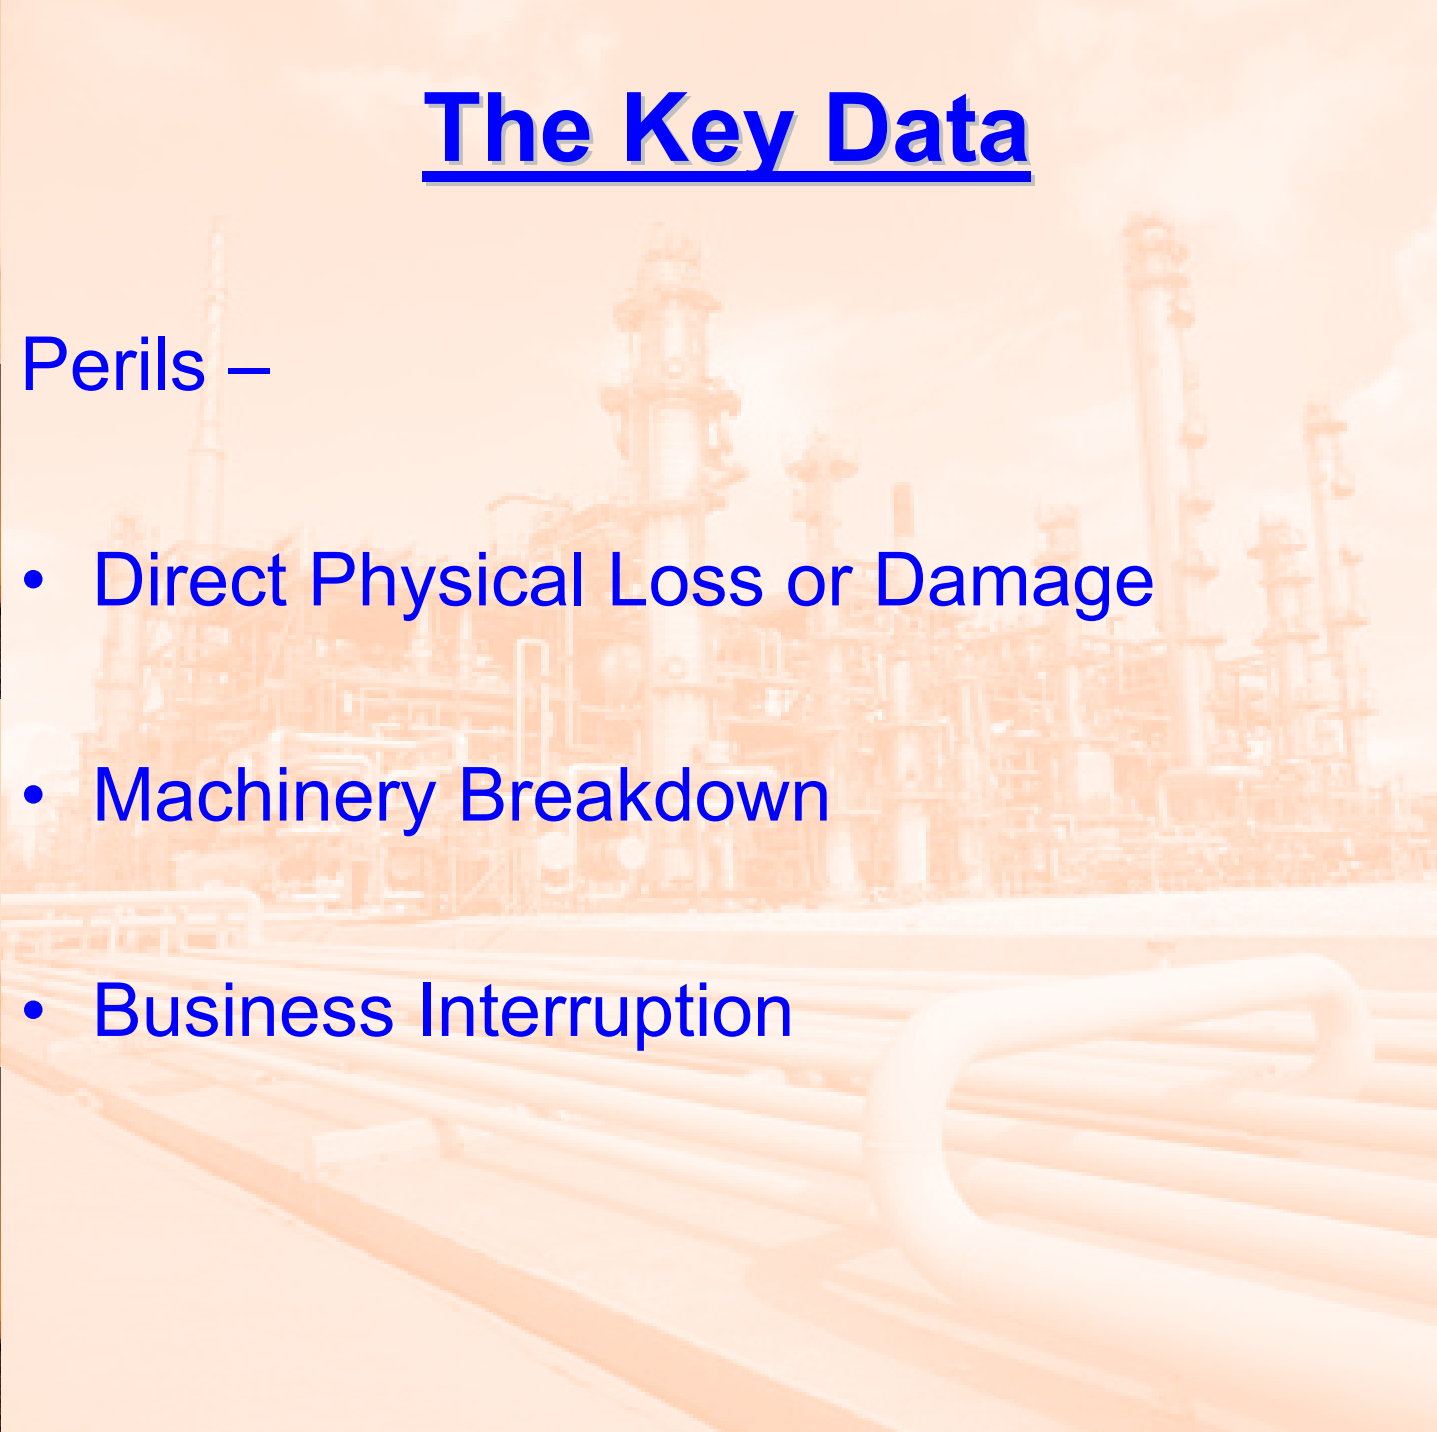 The Key Data
Perils –
• Direct Physical Loss or Damage
• Machinery Breakdown
• Business Interruption